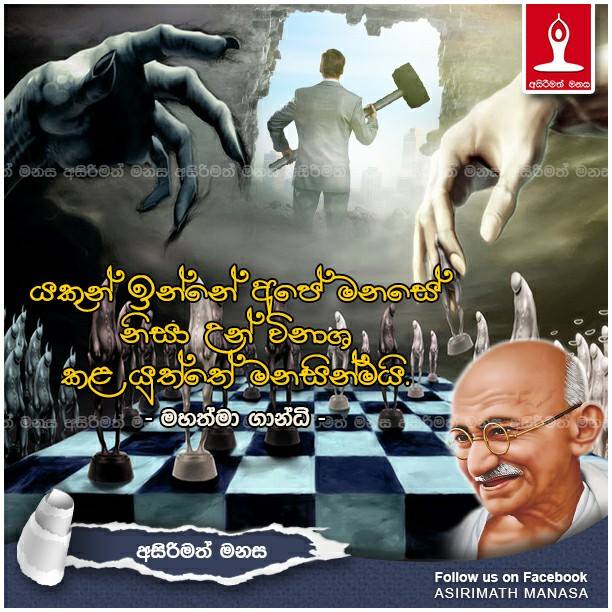 අසිරිමත් මනස
යකුන් ඉන්නේ අපේ මනසේ
නිසා උන් විනාශ
කළ යුත්තේ මනසින්මයි.
- මහත්මා ගාන්ධි -
අසිරිමත් මනස
Follow us on Facebook
ASIRIMATH MANASA